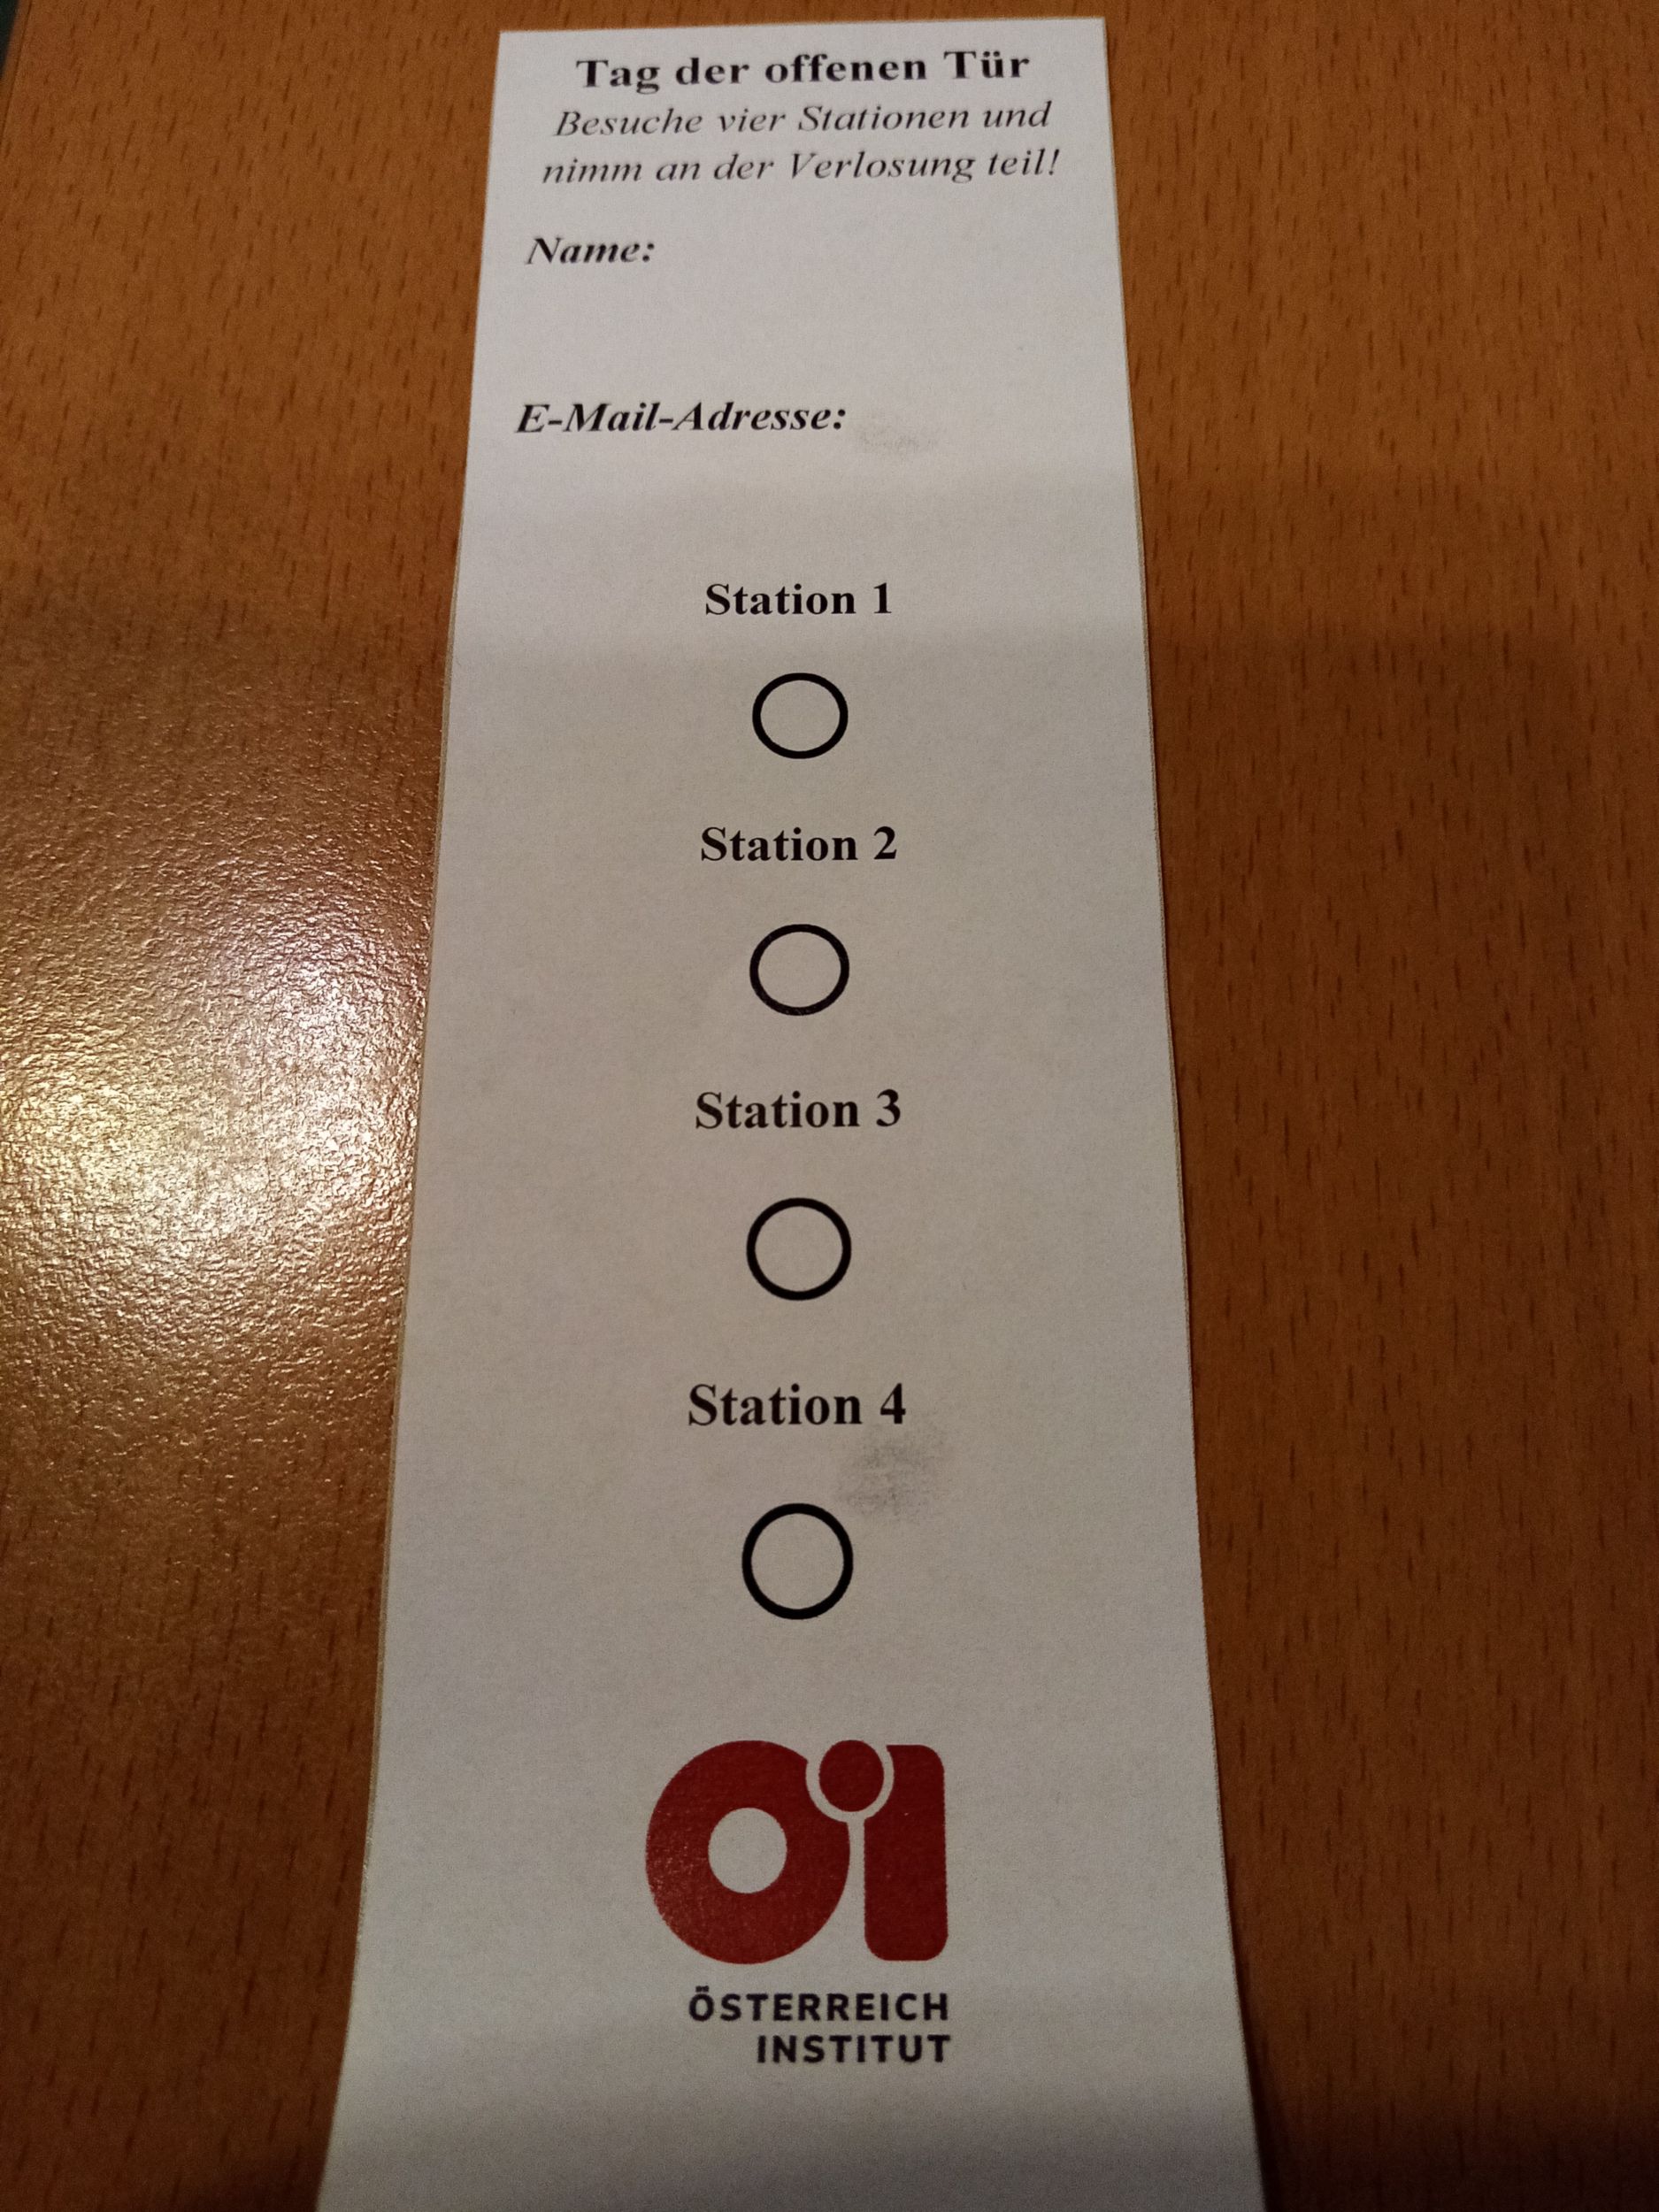 Tag der offenen Tür
Besuche vier Stationen und
nimm an der Verlosung teil!
Name:
E-Mail-Adresse:
Station 1
Station 2
Station 3
Station 4
oi
ÖSTERREICH
INSTITUT